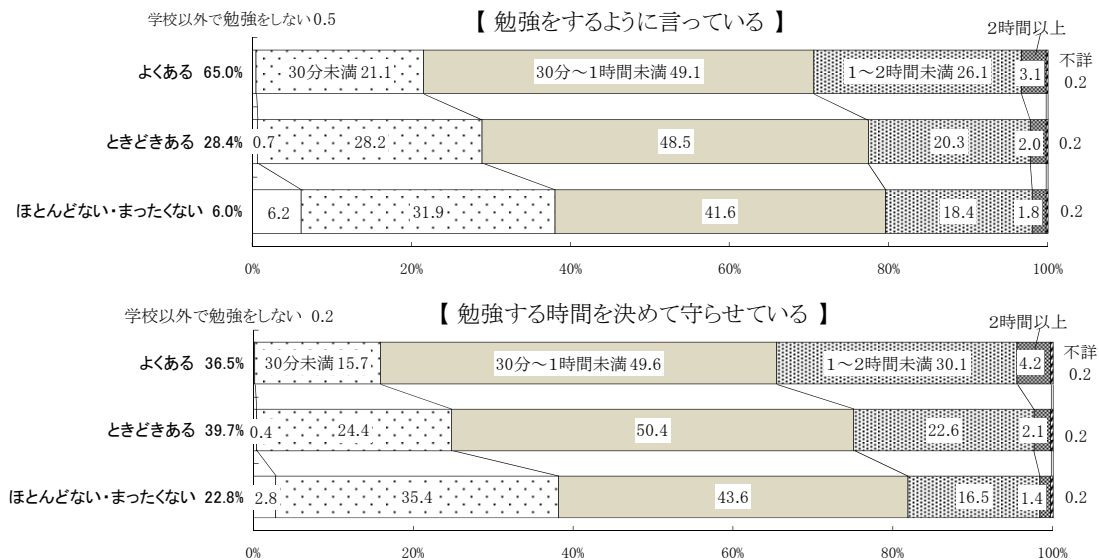 学校以外で勉強をしない 0.5
【 勉強をするように言っている 】
2時間以上
よくある 65.0% 30分未満 21.1 30分～1時間未満 49.1 1～2時間未満 26.1 3.1 不詳 0.2
ときどきある 28.4% 0.7 28.2 48.5 20.3 2.0 0.2
ほとんどない・まったくない 6.0% 6.2 31.9 41.6 18.4 1.8 0.2
0% 20% 40% 60% 80% 100%
学校以外で勉強をしない 0.2
【 勉強する時間を決めて守らせている 】
2時間以上
よくある 36.5% 30分未満 15.7 30分～1時間未満 49.6 1～2時間未満 30.1 4.2 不詳 0.2
ときどきある 39.7% 0.4 24.4 50.4 22.6 2.1 0.2
ほとんどない・まったくない 22.8% 2.8 35.4 43.6 16.5 1.4 0.2
0% 20% 40% 60% 80% 100%